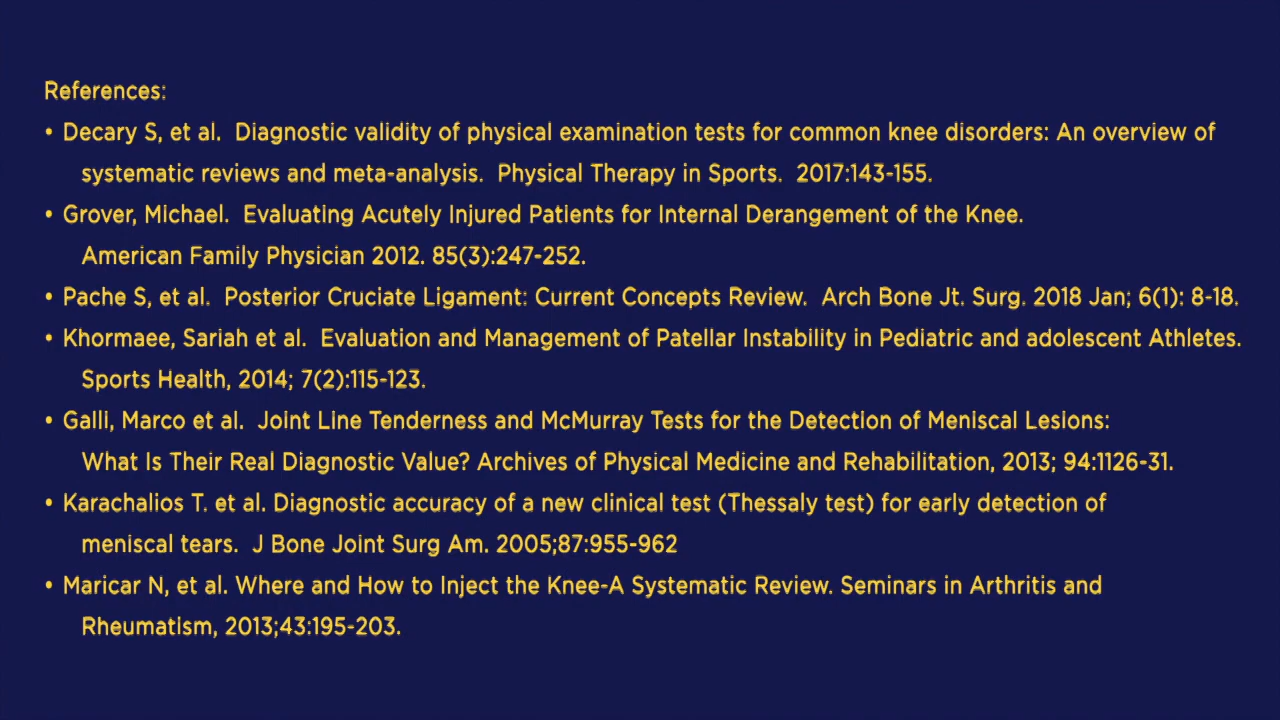 References:
• Decary S, et al.  Diagnostic validity of physical examination tests for common knee disorders: An overview of
systematic reviews and meta-analysis.  Physical Therapy in Sports.  2017:143-155.
• Grover, Michael.  Evaluating Acutely Injured Patients for Internal Derangement of the Knee.
American Family Physician 2012. 85(3):247-252.
• Pache S, et al.  Posterior Cruciate Ligament: Current Concepts Review.  Arch Bone Jt. Surg. 2018 Jan; 6(1): 8-18.
• Khormaee, Sariah et al.  Evaluation and Management of Patellar Instability in Pediatric and adolescent Athletes.
Sports Health, 2014; 7(2):115-123.
• Galli, Marco et al.  Joint Line Tenderness and McMurray Tests for the Detection of Meniscal Lesions:
What Is Their Real Diagnostic Value? Archives of Physical Medicine and Rehabilitation, 2013; 94:1126-31.
• Karachalios T. et al. Diagnostic accuracy of a new clinical test (Thessaly test) for early detection of
meniscal tears.  J Bone Joint Surg Am. 2005;87:955-962
• Maricar N, et al. Where and How to Inject the Knee-A Systematic Review. Seminars in Arthritis and
Rheumatism, 2013;43:195-203.